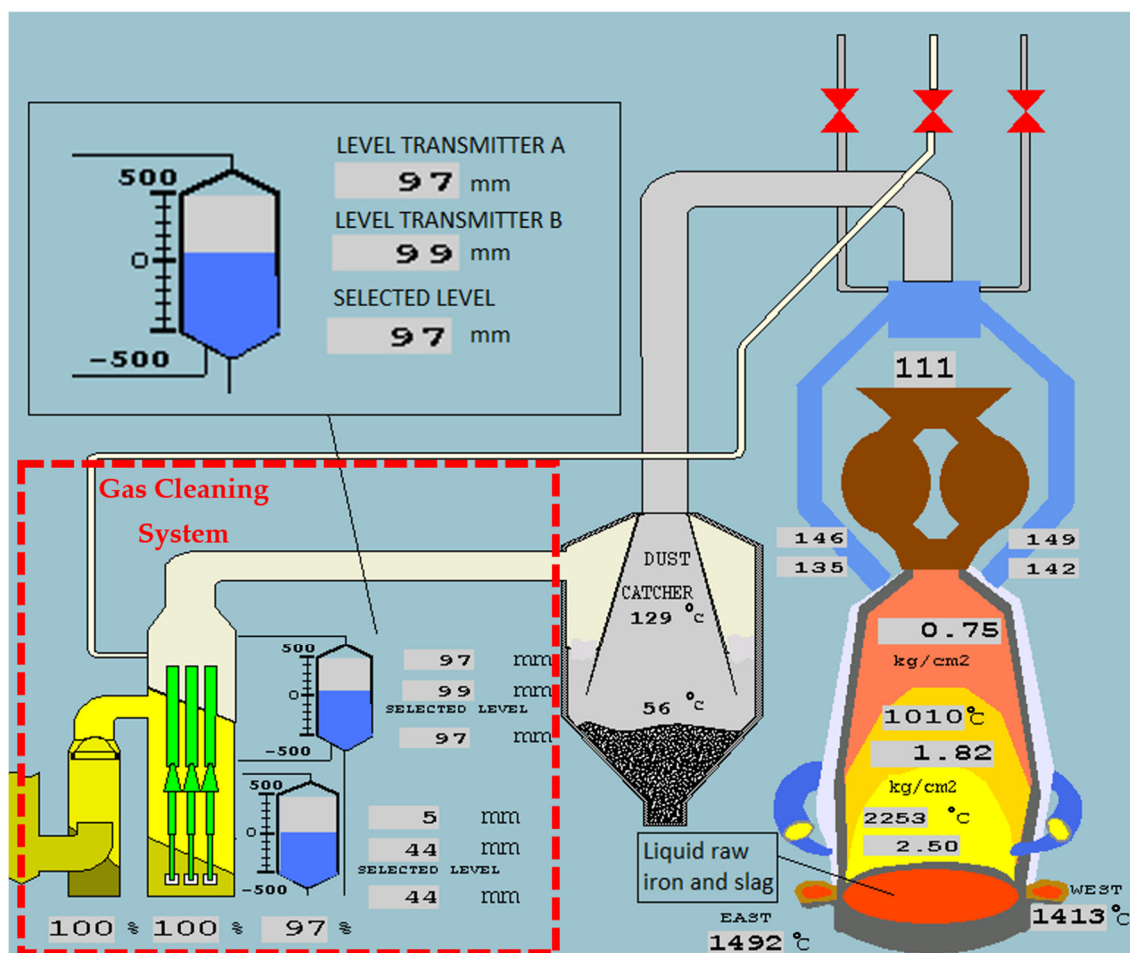 LEVEL TRANSMITTER A
500
97 mm
LEVEL TRANSMITTER B
0
99 mm
SELECTED LEVEL
97 mm
-500
111
Gas Cleaning
System
146
149
135
142
DUST
CATCHER
129 °C
0.75
kg/cm2
500
97 mm
0
99 mm
SELECTED LEVEL
56 °C
1010°C
97 mm
-500
1.82
kg/cm2
500
5 mm
2253 °C
0
44 mm
2.50
SELECTED LEVEL
Liquid raw
iron and slag
-500
44 mm
WEST
1413°C
EAST
1492 °C
100 % 100 % 97 %